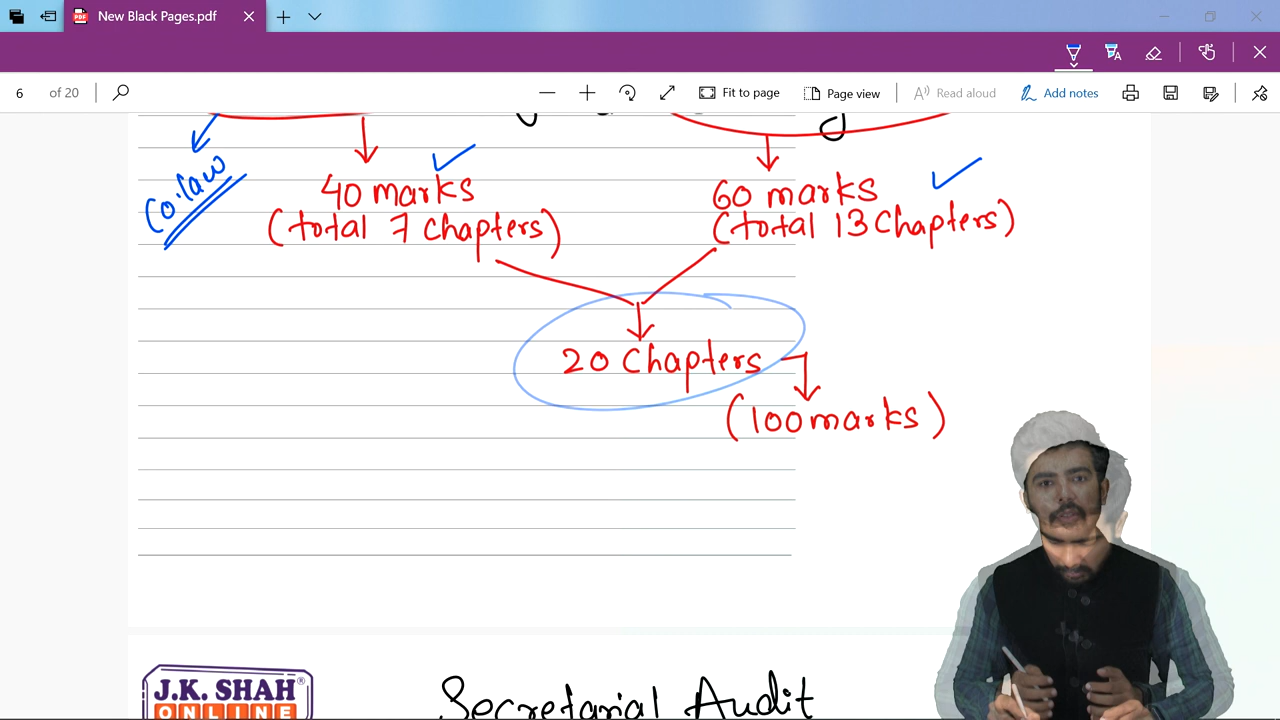 New Black Pages.pdf
6 of 20
Fit to page
Page view
Read aloud
Add notes
Co.law
40 marks
(total 7 Chapters)
60 marks
(total 13 Chapters)
20 Chapters
(100 marks)
J.K. SHAH®
ONLINE
Secretarial Audit